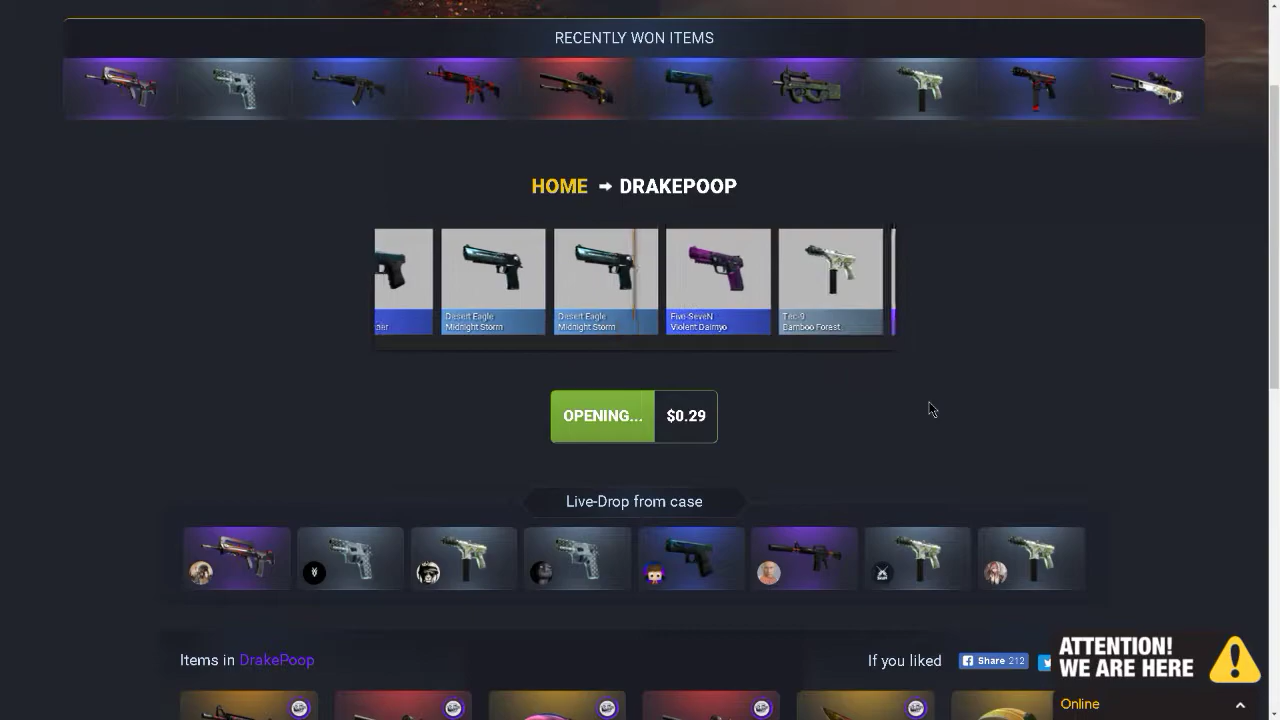 RECENTLY WON ITEMS
HOME ➡ DRAKEPOOP
Desert Eagle
Midnight Storm
Desert Eagle
Midnight Storm
Five-SeveN
Violent Daimyo
Tec-9
Bamboo Forest
OPENING... $0.29
Live-Drop from case
Items in DrakePoop
If you liked
Share 212
ATTENTION!
WE ARE HERE
Online